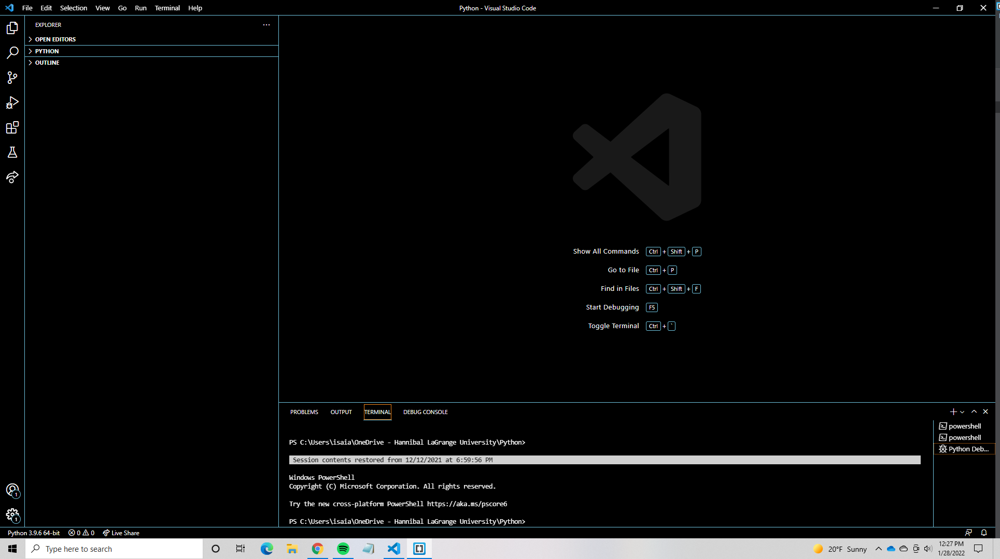 File Edit Selection View Go Run Terminal Help
Python - Visual Studio Code
EXPLORER
OPEN EDITORS
PYTHON
OUTLINE
Show All Commands Ctrl + Shift + P
Go to File Ctrl + P
Find in Files Ctrl + Shift + F
Start Debugging F5
Toggle Terminal Ctrl + `
PROBLEMS OUTPUT TERMINAL DEBUG CONSOLE
powershell
powershell
Python Deb...
PS C:\Users\isaia\OneDrive - Hannibal LaGrange University\Python>
Session contents restored from 12/12/2021 at 6:59:56 PM
Windows PowerShell
Copyright (C) Microsoft Corporation. All rights reserved.
Try the new cross-platform PowerShell https://aka.ms/pscore6
PS C:\Users\isaia\OneDrive - Hannibal LaGrange University\Python>
1
1
Python 3.9.6 64-bit 0 0 Live Share
Type here to search
20°F Sunny
12:27 PM
1/28/2022